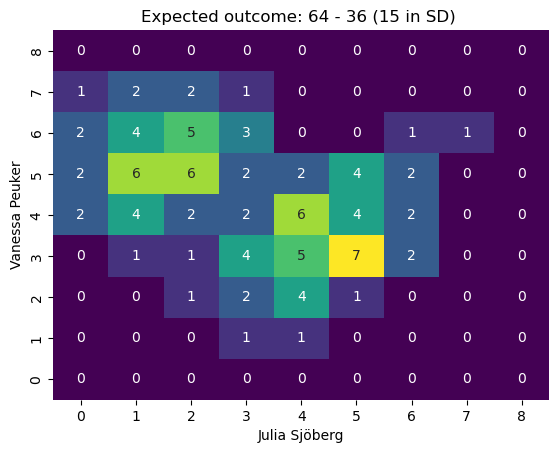 Expected outcome: 64 - 36 (15 in SD)
Vanessa Peuker
8 0 0 0 0 0 0 0 0 0
7 1 2 2 1 0 0 0 0 0
6 2 4 5 3 0 0 1 1 0
5 2 6 6 2 2 4 2 0 0
4 2 4 2 2 6 4 2 0 0
3 0 1 1 4 5 7 2 0 0
2 0 0 1 2 4 1 0 0 0
1 0 0 0 1 1 0 0 0 0
0 0 0 0 0 0 0 0 0 0
0 1 2 3 4 5 6 7 8
Julia Sjöberg